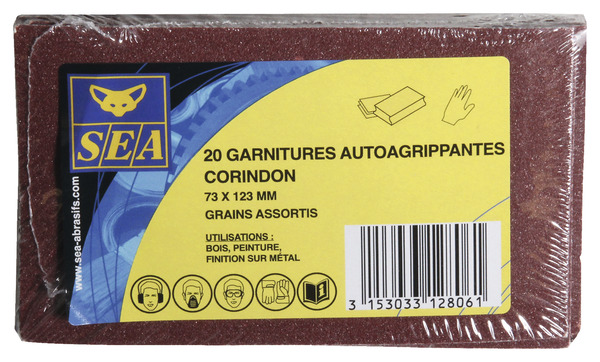 SEA
www.sea-abrasifs.com
20 GARNITURES AUTOAGRIPPANTES
CORINDON
73 X 123 MM
GRAINS ASSORTIS
UTILISATIONS :
BOIS, PEINTURE,
FINITION SUR MÉTAL
3 153033 128061